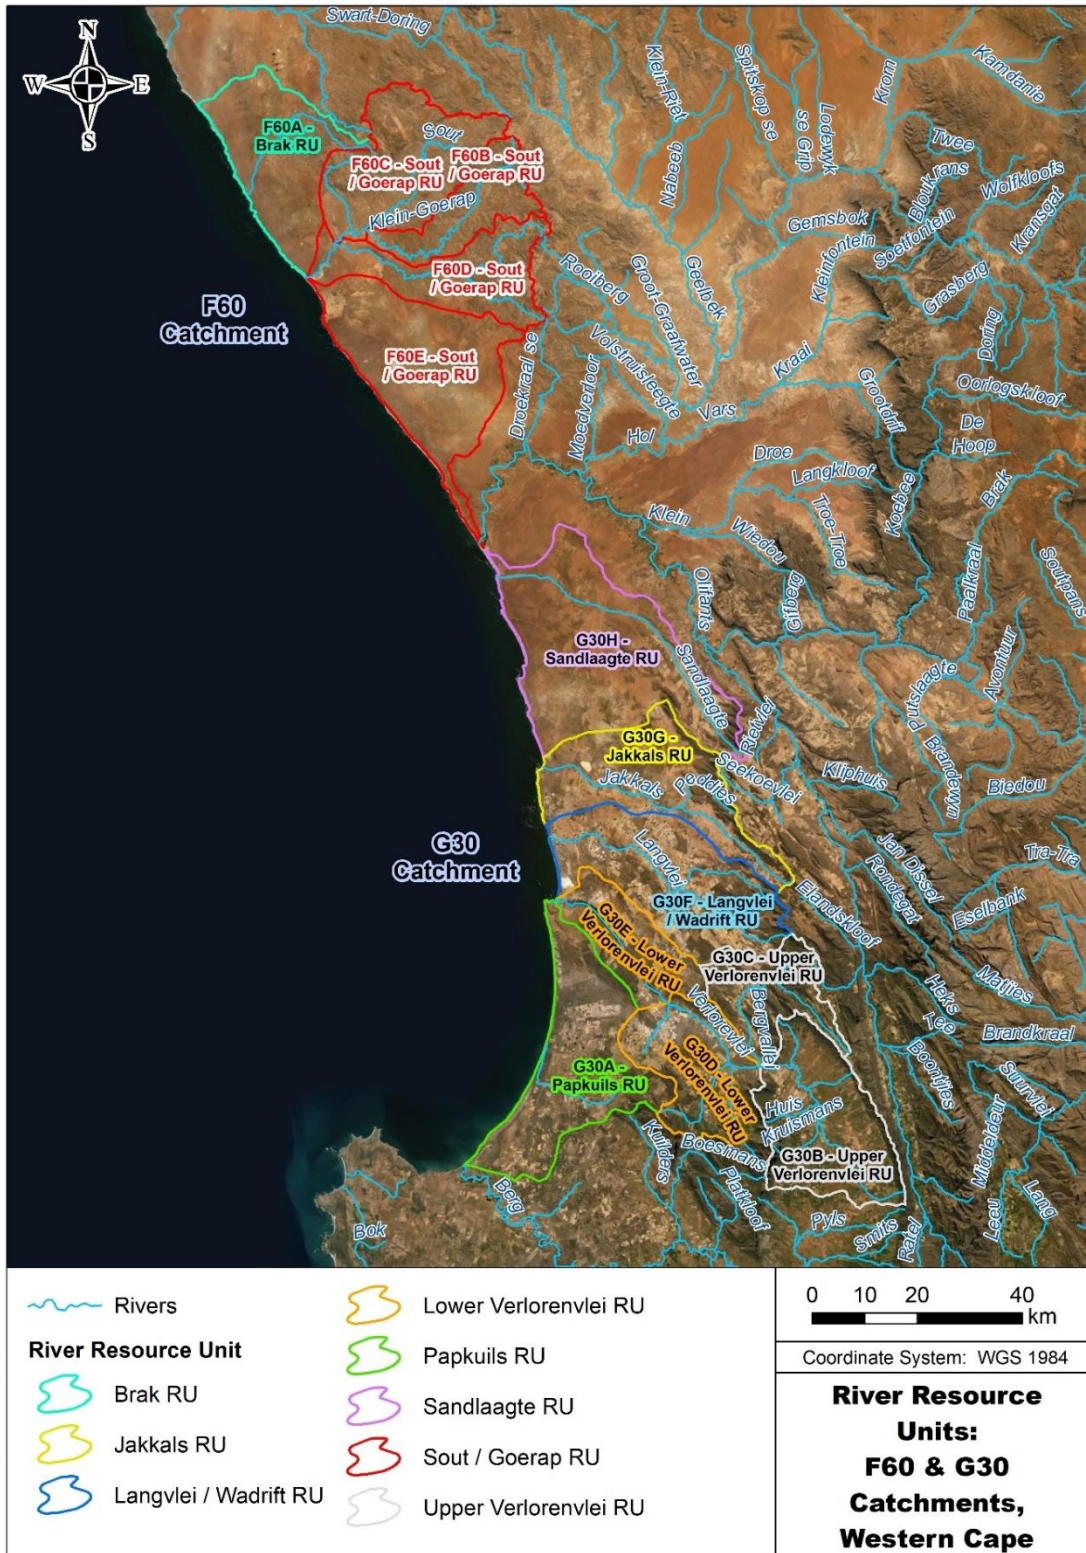 N
W
E
S
Swart-Doring
Klein-Riet
Spitskop se
se Grip
Lodewyk
Krom
Kamdanie
F60A -
Brak RU
Sout
F60C - Sout
/ Goerap RU
F60B - Sout
/ Goerap RU
Nabeeb
Twee
Bloukrans
Wolfkloofs
Kransgat
Klein-Goerap
Gemsbok
Soetfontein
Kleinfontein
F60D - Sout
/ Goerap RU
Rooiberg
Groot-Graafwater
Geelbek
Grasberg
F60
Catchment
Doring
F60E - Sout
/ Goerap RU
Droekraal se
Volstruisleegte
Moedverloor
Kraai
Vars
Grootdrif
Oorlogskloof
Hol
De
Hoop
Droe
Langkloof
Koebee
Brak
Klein
Wiedou
Troe-Troe
Olifants
Gifberg
Paalkraal
Soutpans
G30H -
Sandlaagte RU
Sandlaagte
Rietvlei
Putslaagte
Avontuur
Brandewyn
G30G -
Jakkals RU
Jakkals
Peddies
Seekoevlei
Kliphuis
Biedou
G30
Catchment
Langvlei
Jan Dissel
Rondegat
Tra-Tra
G30F - Langvlei
/ Wadrift RU
Elandskloof
Eselbank
G30E - Lower
Verlorenvlei RU
G30C - Upper
Verlorenvlei RU
Verlorevlei
Bergvallei
Heks
Matjies
Lee
Brandkraal
G30A -
Papkuils RU
G30D - Lower
Verlorenvlei RU
Boontjies
Suurvlei
Huis
Kruismans
Middeldeur
Kuilders
Boesmans
G30B - Upper
Verlorenvlei RU
Platkloof
Berg
Bok
Pyls
Smits
Ratel
Leeu
Lang
Rivers
River Resource Unit
Brak RU
Jakkals RU
Langvlei / Wadrift RU
Lower Verlorenvlei RU
Papkuils RU
Sandlaagte RU
Sout / Goerap RU
Upper Verlorenvlei RU
0 10 20 40
km
Coordinate System: WGS 1984
River Resource
Units:
F60 & G30
Catchments,
Western Cape